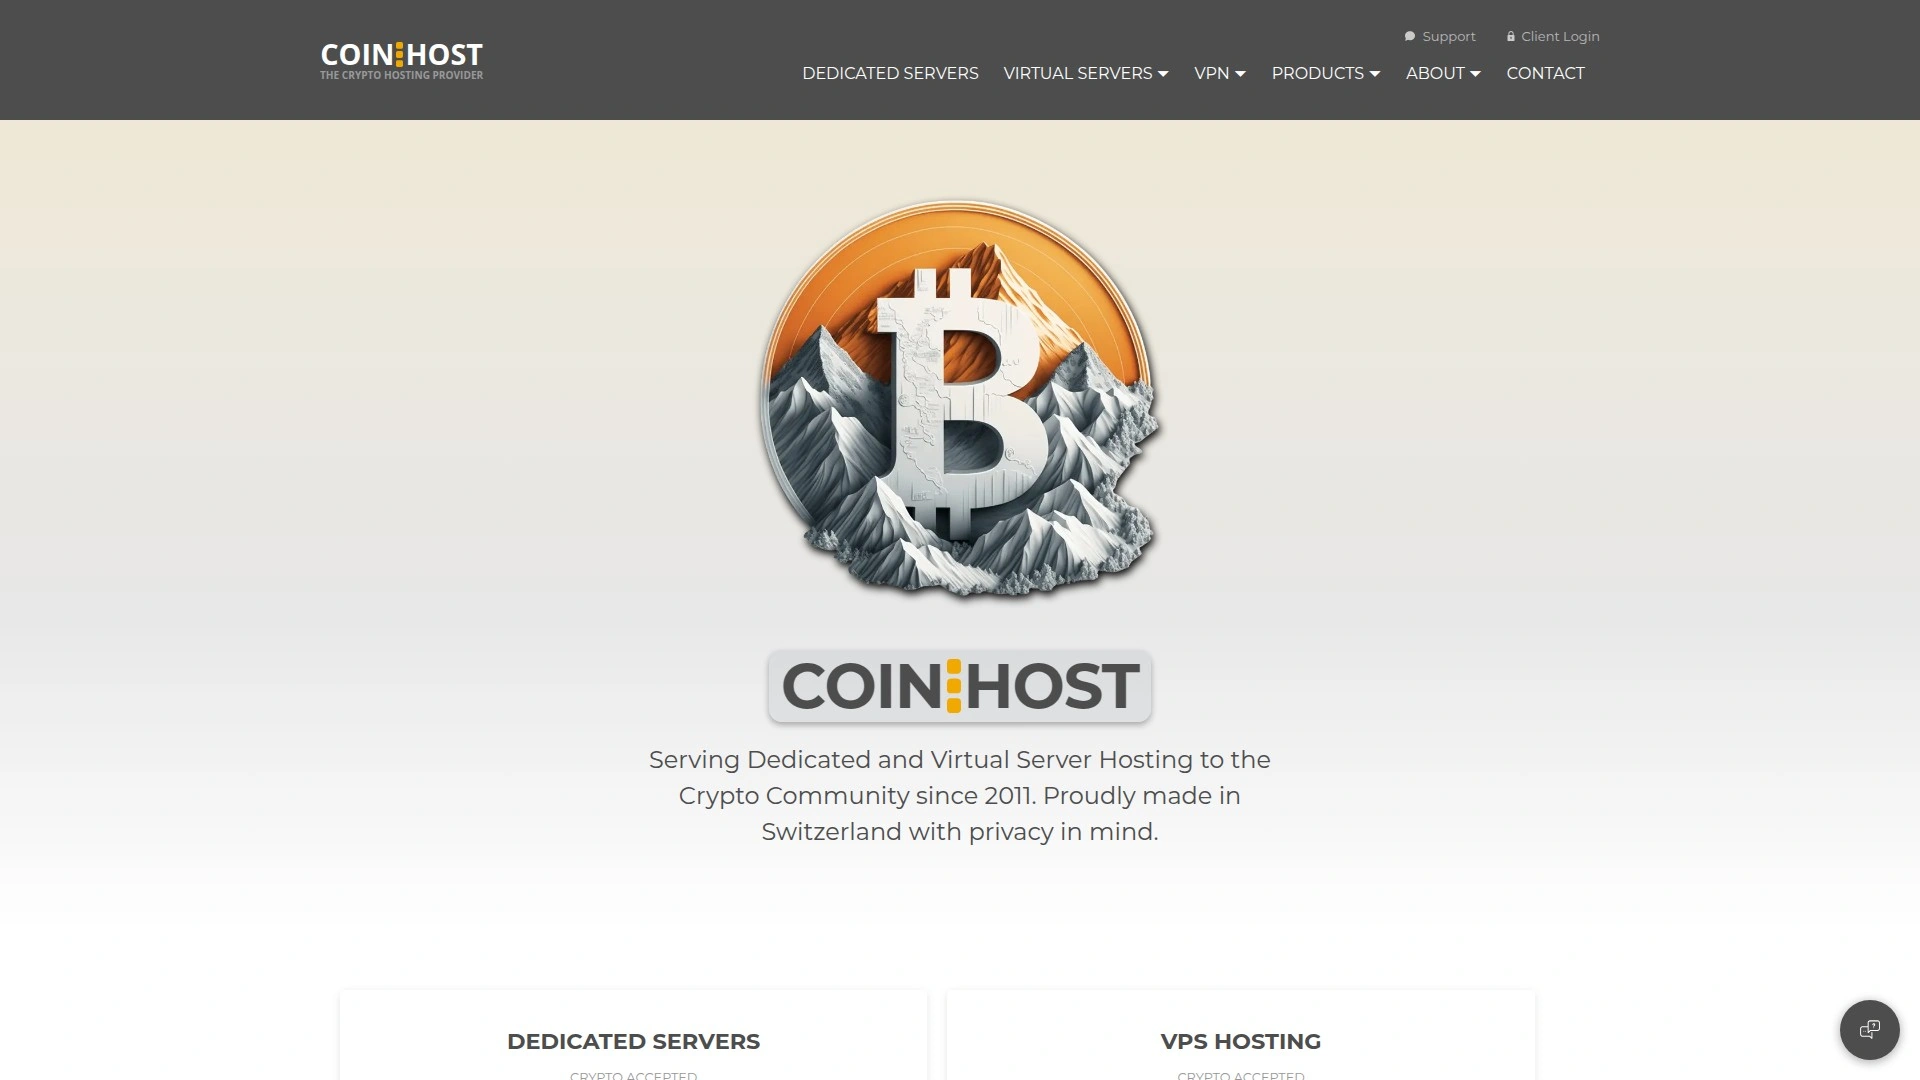 COIN HOST
THE CRYPTO HOSTING PROVIDER
Support
Client Login
DEDICATED SERVERS
VIRTUAL SERVERS
VPN
PRODUCTS
ABOUT
CONTACT
COIN HOST
Serving Dedicated and Virtual Server Hosting to the
Crypto Community since 2011. Proudly made in
Switzerland with privacy in mind.
DEDICATED SERVERS
CRYPTO ACCEPTED
VPS HOSTING
CRYPTO ACCEPTED